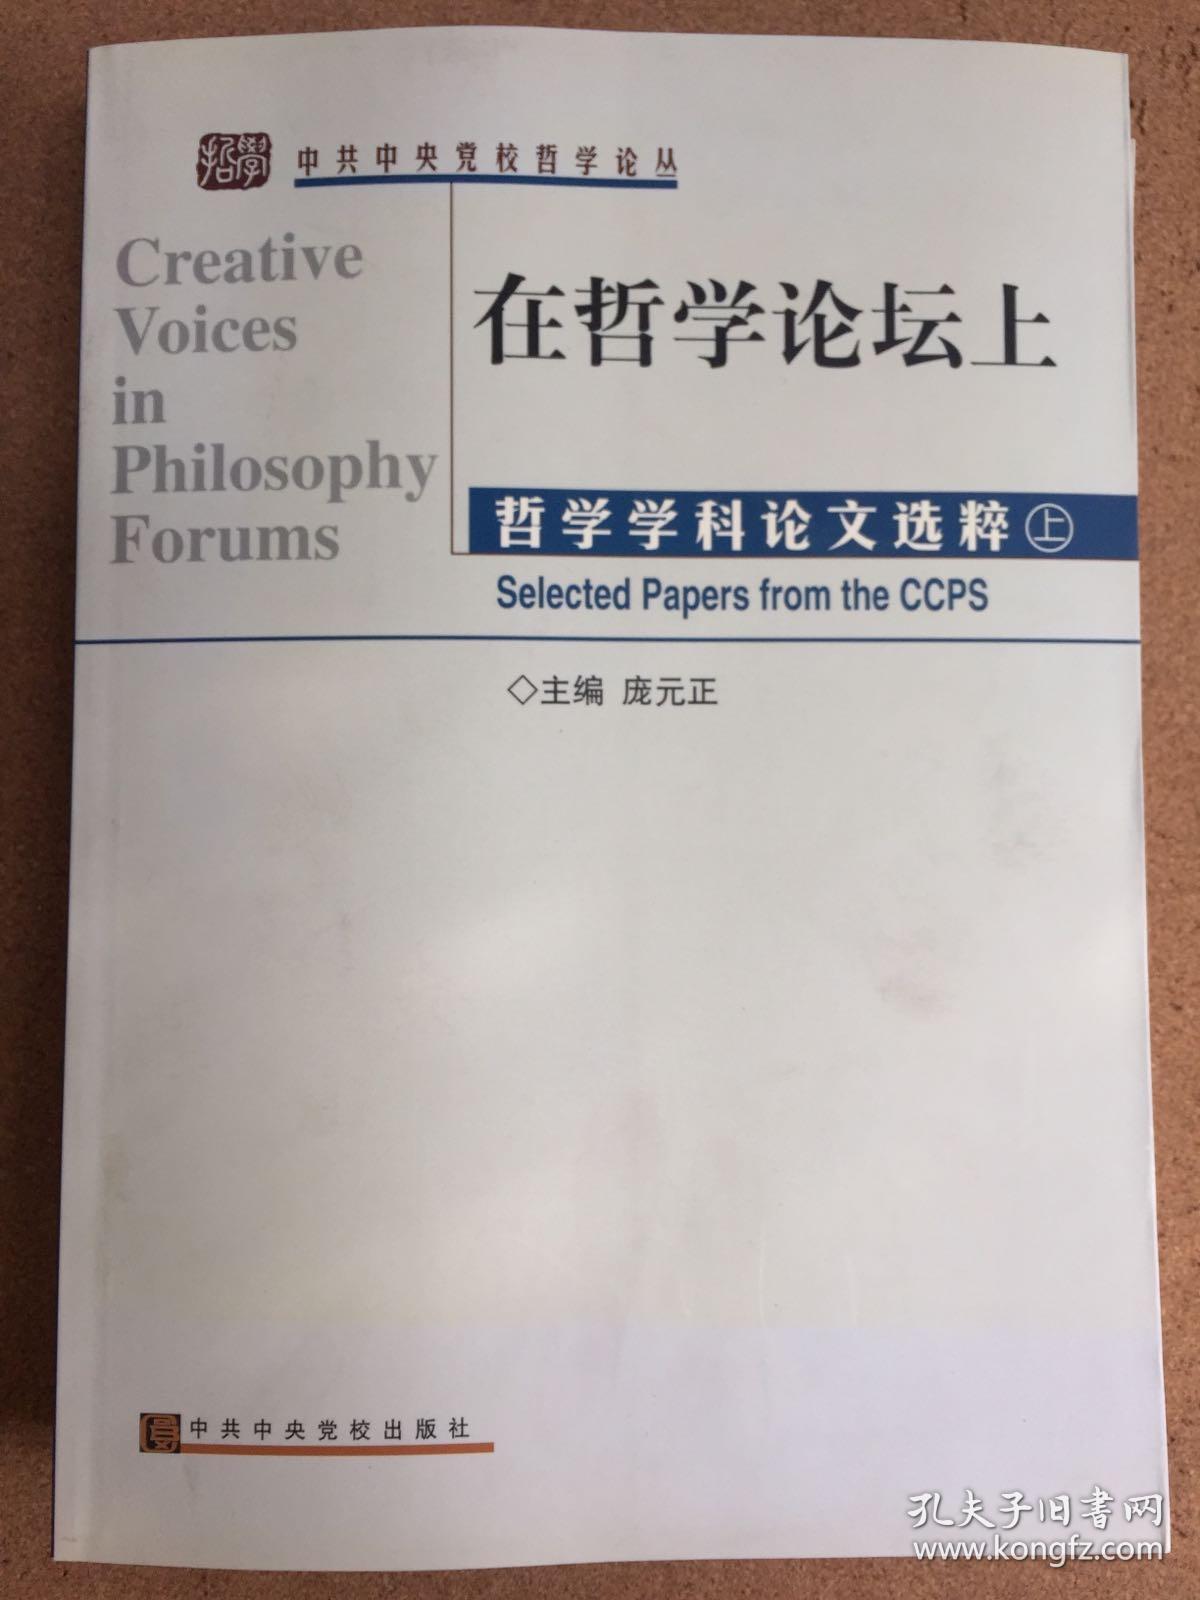 哲學
中共中央党校哲学论丛
Creative
Voices
in
Philosophy
Forums
在哲学论坛上
哲学学科论文选粹㊤
Selected Papers from the CCPS
◇主编 庞元正
中共中央党校出版社
孔夫子旧书网
www.kongfz.com